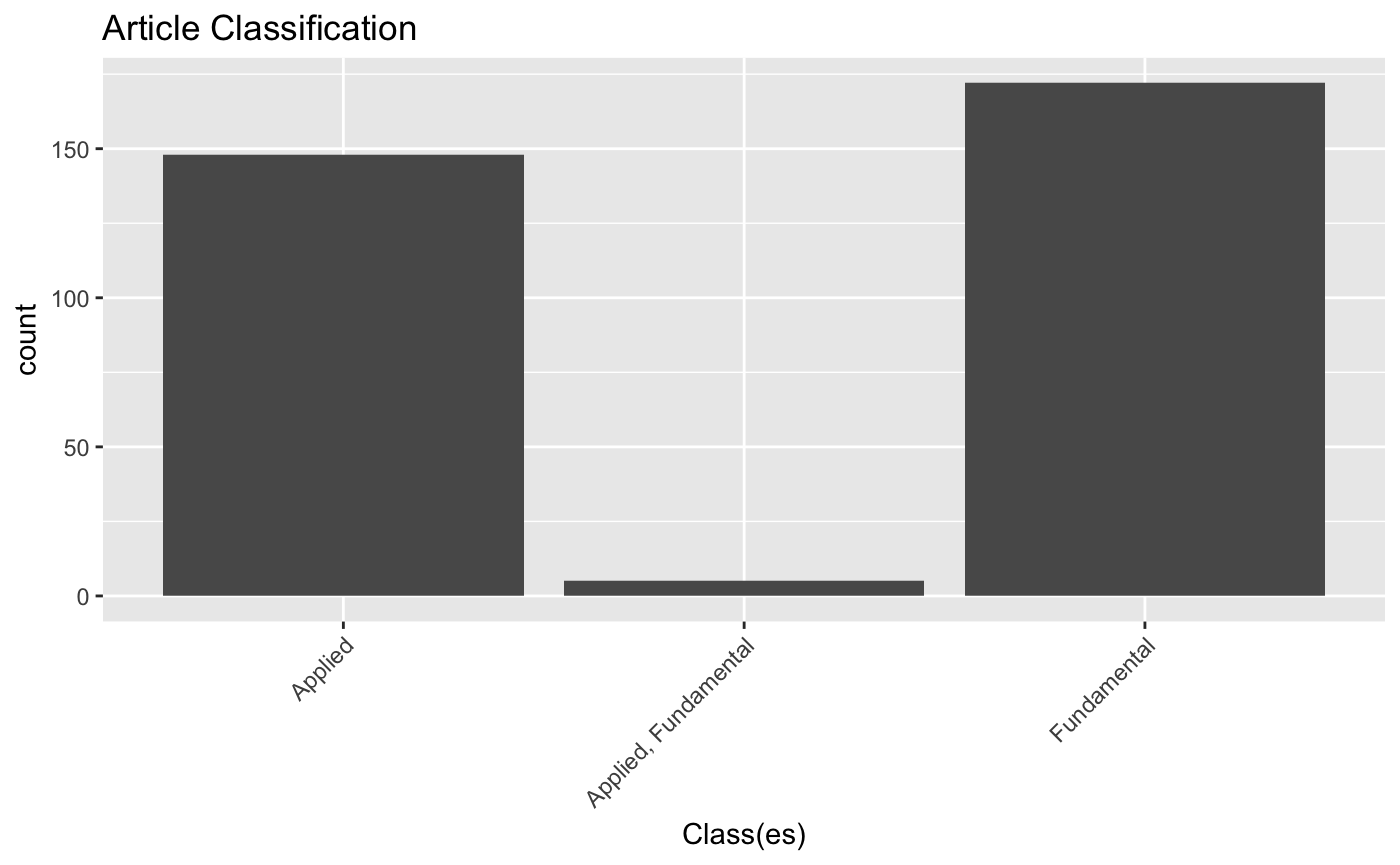 Article Classification
count
150
100
50
0
Applied
Applied, Fundamental
Fundamental
Class(es)